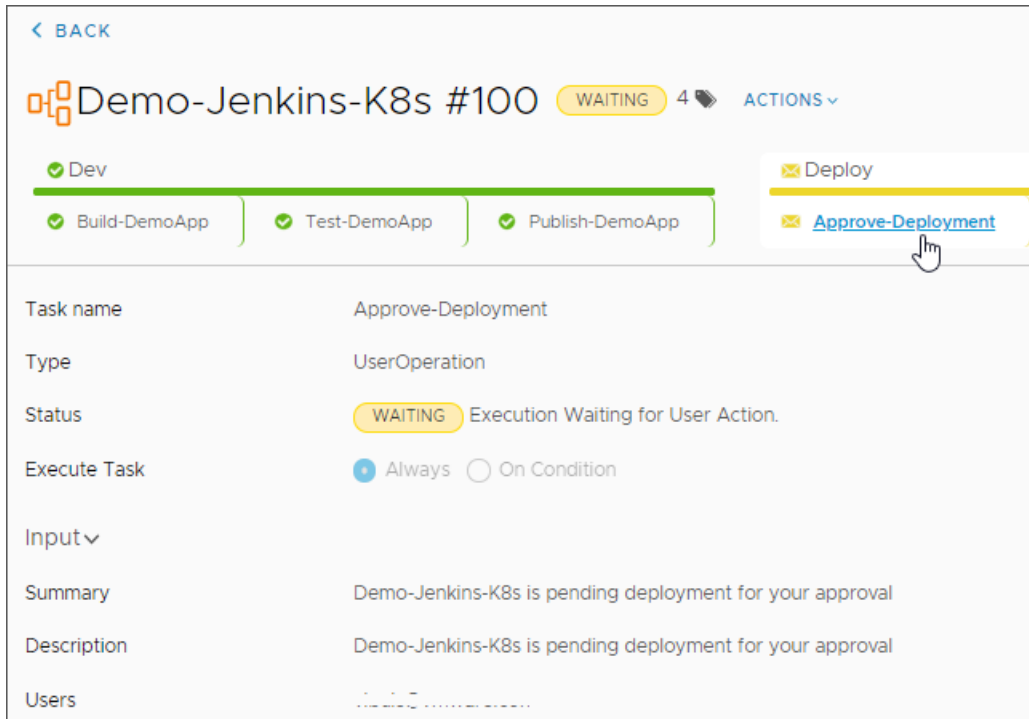 BACK
Demo-Jenkins-K8s #100 WAITING 4 ACTIONS
Dev Deploy
Build-DemoApp Test-DemoApp Publish-DemoApp Approve-Deployment
Task name Approve-Deployment
Type UserOperation
Status WAITING Execution Waiting for User Action.
Execute Task Always On Condition
Input
Summary Demo-Jenkins-K8s is pending deployment for your approval
Description Demo-Jenkins-K8s is pending deployment for your approval
Users